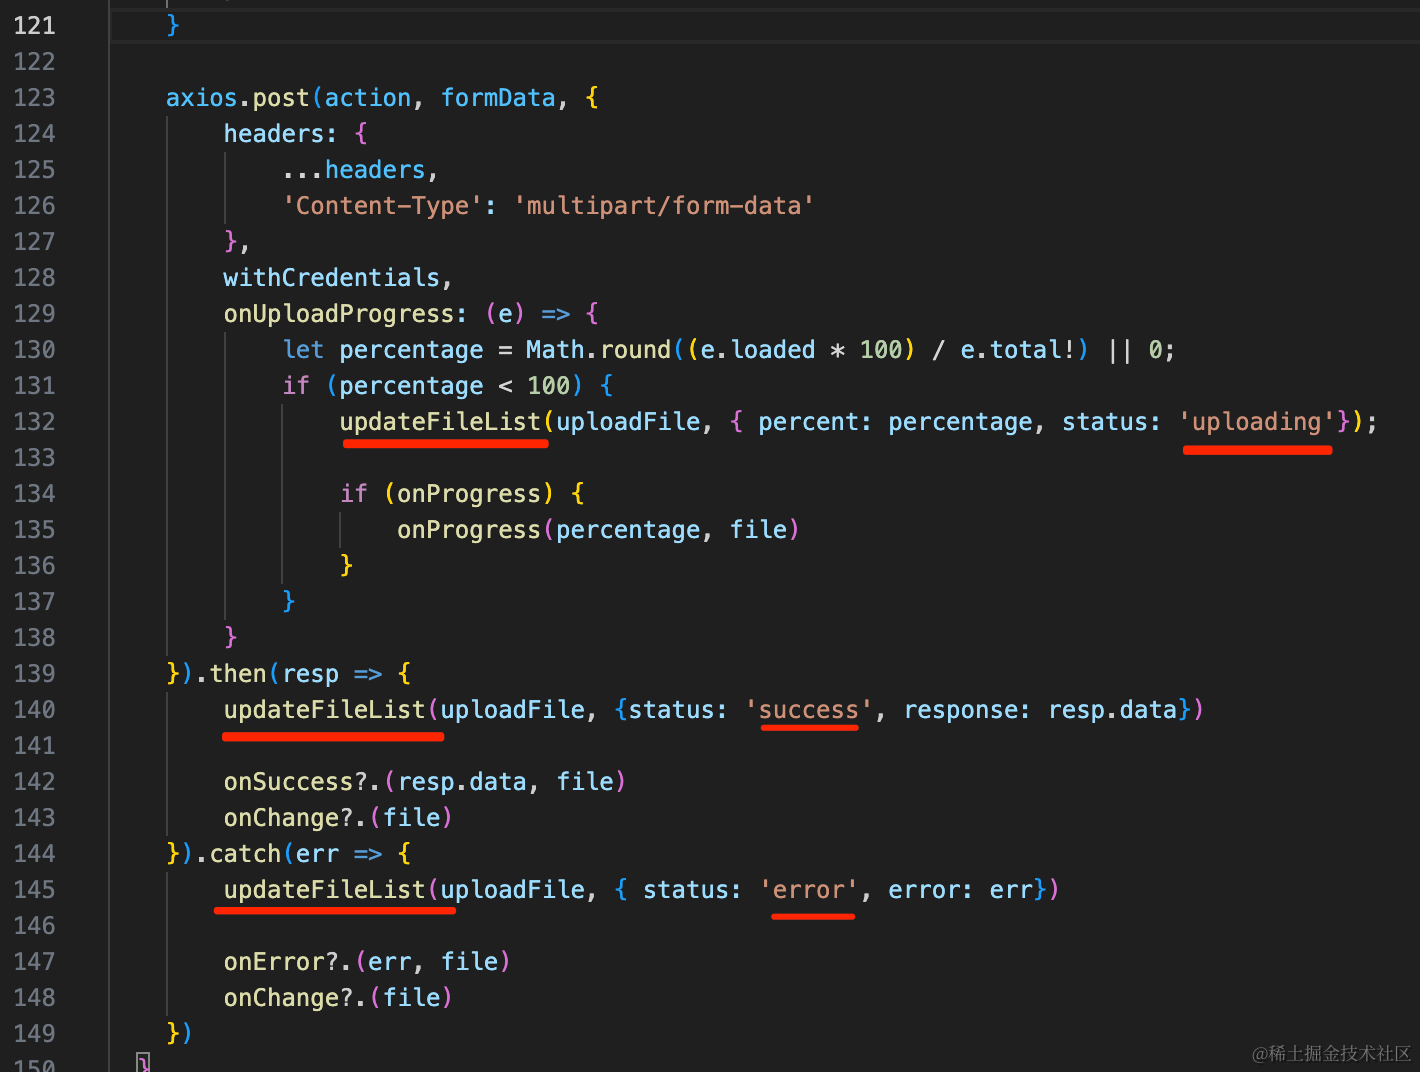 121 }
122
123 axios.post(action, formData, {
124 headers: {
125 ...headers,
126 'Content-Type': 'multipart/form-data'
127 },
128 withCredentials,
129 onUploadProgress: (e) => {
130 let percentage = Math.round((e.loaded * 100) / e.total!) || 0;
131 if (percentage < 100) {
132 updateFileList(uploadFile, { percent: percentage, status: 'uploading'});
133
134 if (onProgress) {
135 onProgress(percentage, file)
136 }
137 }
138 }
139 }).then(resp => {
140 updateFileList(uploadFile, {status: 'success', response: resp.data})
141
142 onSuccess?.(resp.data, file)
143 onChange?.(file)
144 }).catch(err => {
145 updateFileList(uploadFile, { status: 'error', error: err})
146
147 onError?.(err, file)
148 onChange?.(file)
149 })
150 }
@稀土掘金技术社区